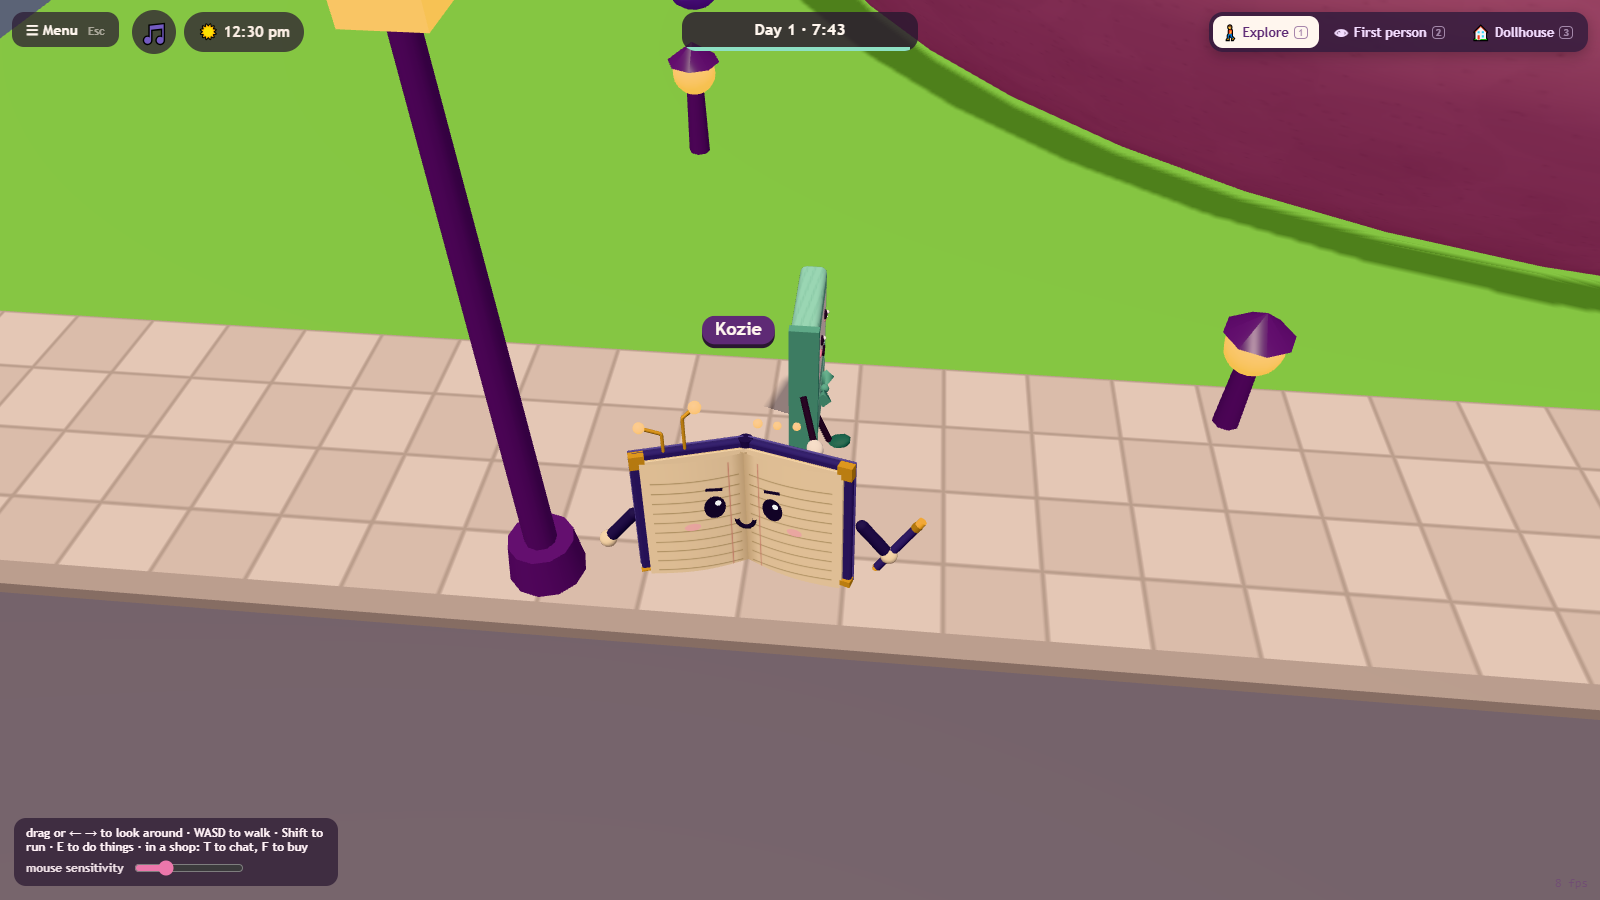 ☰ Menu Esc
12:30 pm
Day 1 · 7:43
Explore 1
First person 2
Dollhouse 3
Kozie
drag or ← → to look around · WASD to walk · Shift to
run · E to do things · in a shop: T to chat, F to buy
mouse sensitivity
8 fps